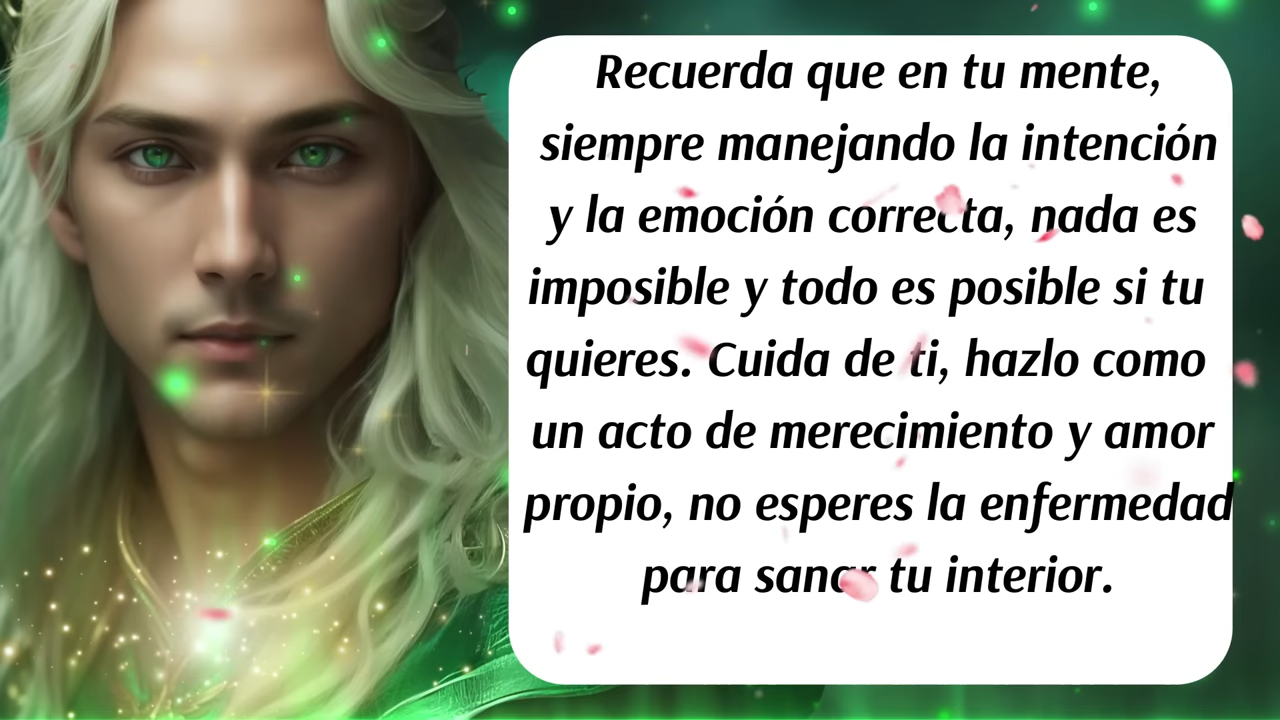 Recuerda que en tu mente,
siempre manejando la intención
y la emoción correcta, nada es
imposible y todo es posible si tu
quieres. Cuida de ti, hazlo como
un acto de merecimiento y amor
propio, no esperes la enfermedad
para sanar tu interior.